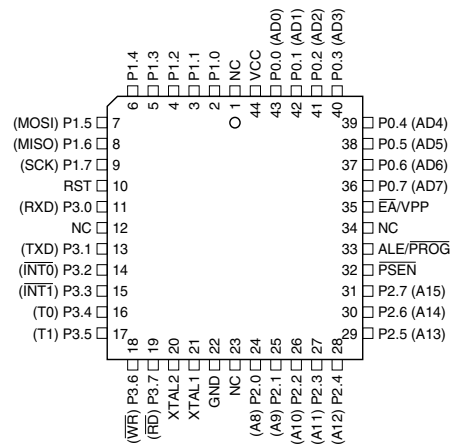 P1.4
P1.3
P1.2
P1.1
P1.0
NC
VCC
P0.0 (AD0)
P0.1 (AD1)
P0.2 (AD2)
P0.3 (AD3)
6
5
4
3
2
1
44
43
42
41
40
(MOSI) P1.5 7
(MISO) P1.6 8
(SCK) P1.7 9
RST 10
(RXD) P3.0 11
NC 12
(TXD) P3.1 13
(INT0) P3.2 14
(INT1) P3.3 15
(T0) P3.4 16
(T1) P3.5 17
39 P0.4 (AD4)
38 P0.5 (AD5)
37 P0.6 (AD6)
36 P0.7 (AD7)
35 EA/VPP
34 NC
33 ALE/PROG
32 PSEN
31 P2.7 (A15)
30 P2.6 (A14)
29 P2.5 (A13)
18
19
20
21
22
23
24
25
26
27
28
(WR) P3.6
(RD) P3.7
XTAL2
XTAL1
GND
NC
(A8) P2.0
(A9) P2.1
(A10) P2.2
(A11) P2.3
(A12) P2.4